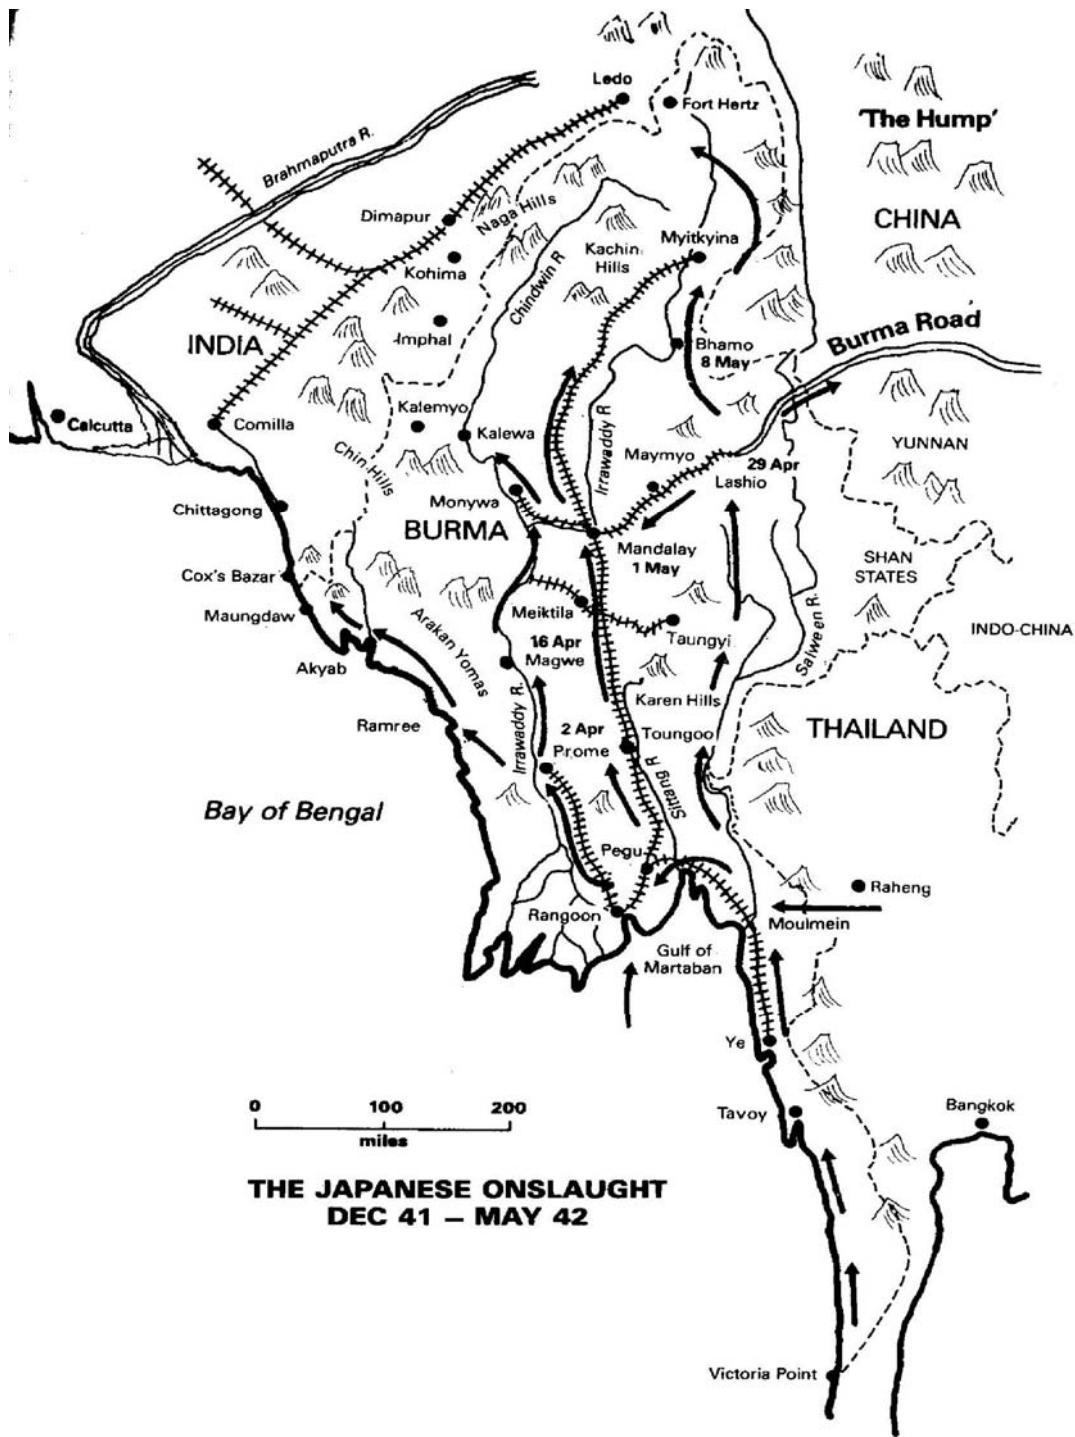 Ledo
Fort Hertz
'The Hump'
Brahmaputra R.
CHINA
Dimapur
Naga Hills
Myitkyina
Kachin
Hills
Kohima
Chindwin R
Imphal
INDIA
Bhamo
8 May
Burma Road
Calcutta
Comilla
Kalemyo
Kalewa
Irrawaddy R
Maymyo
YUNNAN
Chin Hills
29 Apr
Lashio
Monywa
Chittagong
BURMA
Mandalay
1 May
SHAN
STATES
Cox's Bazar
Meiktila
Maungdaw
Arakan Yomas
Taungyi
Salween R.
INDO-CHINA
16 Apr
Magwe
Akyab
Karen Hills
Irrawaddy R.
Ramree
2 Apr
Prome
Toungoo
THAILAND
Sittang R
Bay of Bengal
Pegu
Raheng
Rangoon
Moulmein
Gulf of
Martaban
Ye
Tavoy
Bangkok
0 100 200
miles
THE JAPANESE ONSLAUGHT
DEC 41 – MAY 42
Victoria Point